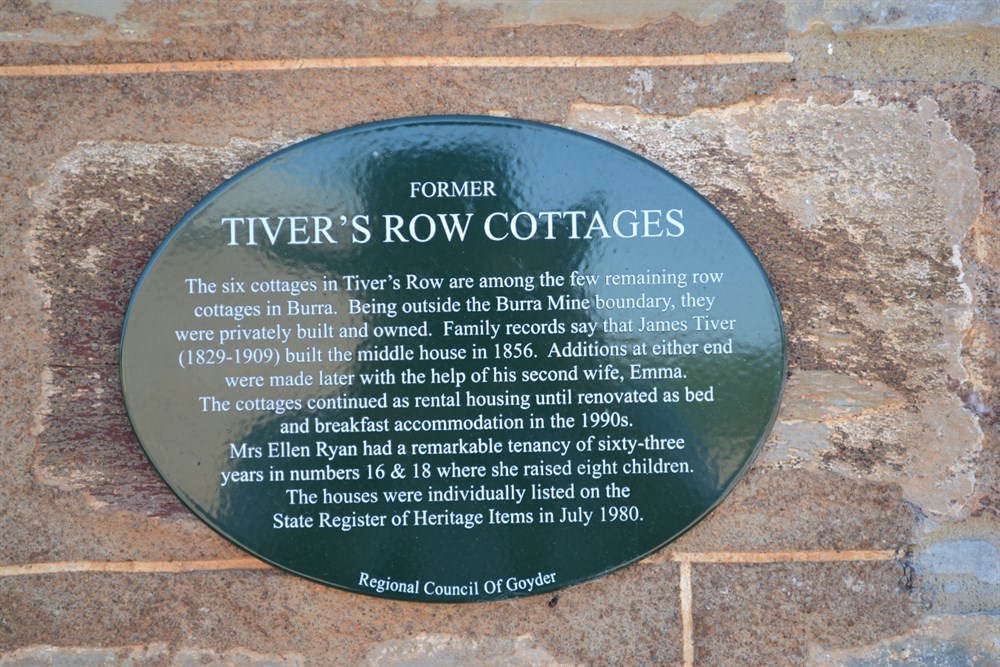 FORMER
TIVER'S ROW COTTAGES
The six cottages in Tiver's Row are among the few remaining row
cottages in Burra. Being outside the Burra Mine boundary, they
were privately built and owned. Family records say that James Tiver
(1829-1909) built the middle house in 1856. Additions at either end
were made later with the help of his second wife, Emma.
The cottages continued as rental housing until renovated as bed
and breakfast accommodation in the 1990s.
Mrs Ellen Ryan had a remarkable tenancy of sixty-three
years in numbers 16 & 18 where she raised eight children.
The houses were individually listed on the
State Register of Heritage Items in July 1980.
Regional Council Of Goyder